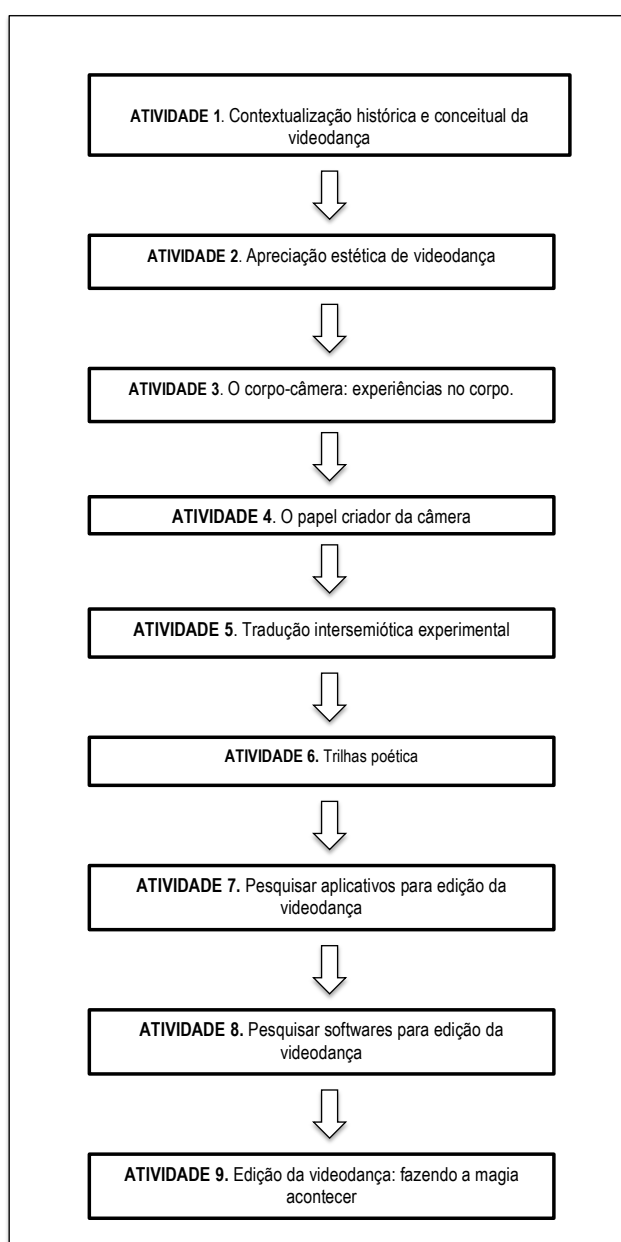 ATIVIDADE 1. Contextualização histórica e conceitual da
videodança
ATIVIDADE 2. Apreciação estética de videodança
ATIVIDADE 3. O corpo-câmera: experiências no corpo.
ATIVIDADE 4. O papel criador da câmera
ATIVIDADE 5. Tradução intersemiótica experimental
ATIVIDADE 6. Trilhas poética
ATIVIDADE 7. Pesquisar aplicativos para edição da
videodança
ATIVIDADE 8. Pesquisar softwares para edição da
videodança
ATIVIDADE 9. Edição da videodança: fazendo a magia
acontecer